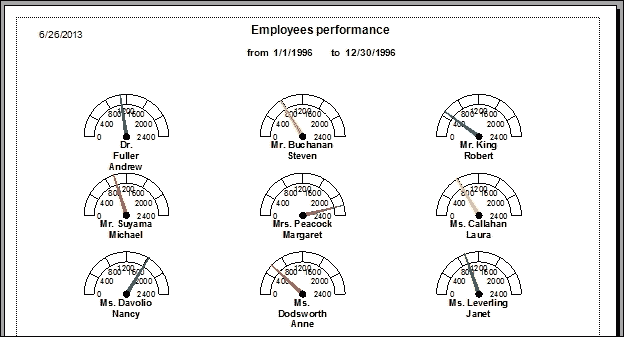 6/26/2013
Employees performance
from 1/1/1996 to 12/30/1996
0 400 800 1200 1600 2000 2400
Dr.
Fuller
Andrew
0 400 800 1200 1600 2000 2400
Mr. Buchanan
Steven
0 400 800 1200 1600 2000 2400
Mr. King
Robert
0 400 800 1200 1600 2000 2400
Mr. Suyama
Michael
0 400 800 1200 1600 2000 2400
Mrs. Peacock
Margaret
0 400 800 1200 1600 2000 2400
Ms. Callahan
Laura
0 400 800 1200 1600 2000 2400
Ms. Davolio
Nancy
0 400 800 1200 1600 2000 2400
Ms.
Dodsworth
Anne
0 400 800 1200 1600 2000 2400
Ms. Leverling
Janet